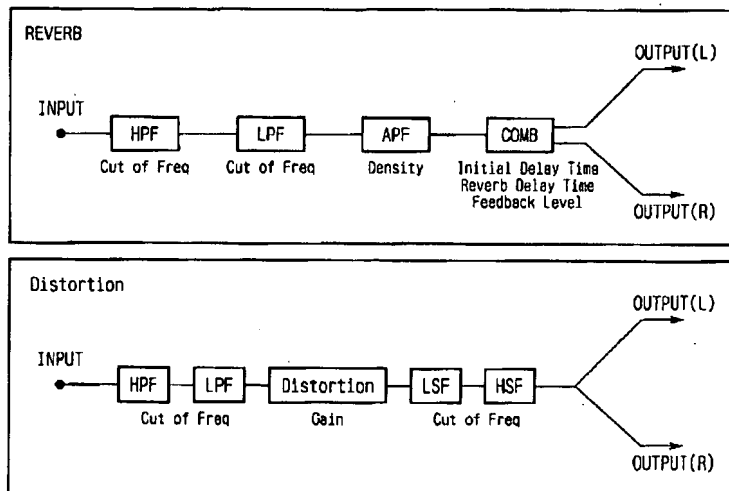 REVERB
OUTPUT(L)
INPUT
HPF
LPF
APF
COMB
Cut of Freq
Cut of Freq
Density
Initial Delay Time
Reverb Delay Time
Feedback Level
OUTPUT(R)
Distortion
OUTPUT(L)
INPUT
HPF
LPF
Distortion
LSF
HSF
Cut of Freq
Gain
Cut of Freq
OUTPUT(R)